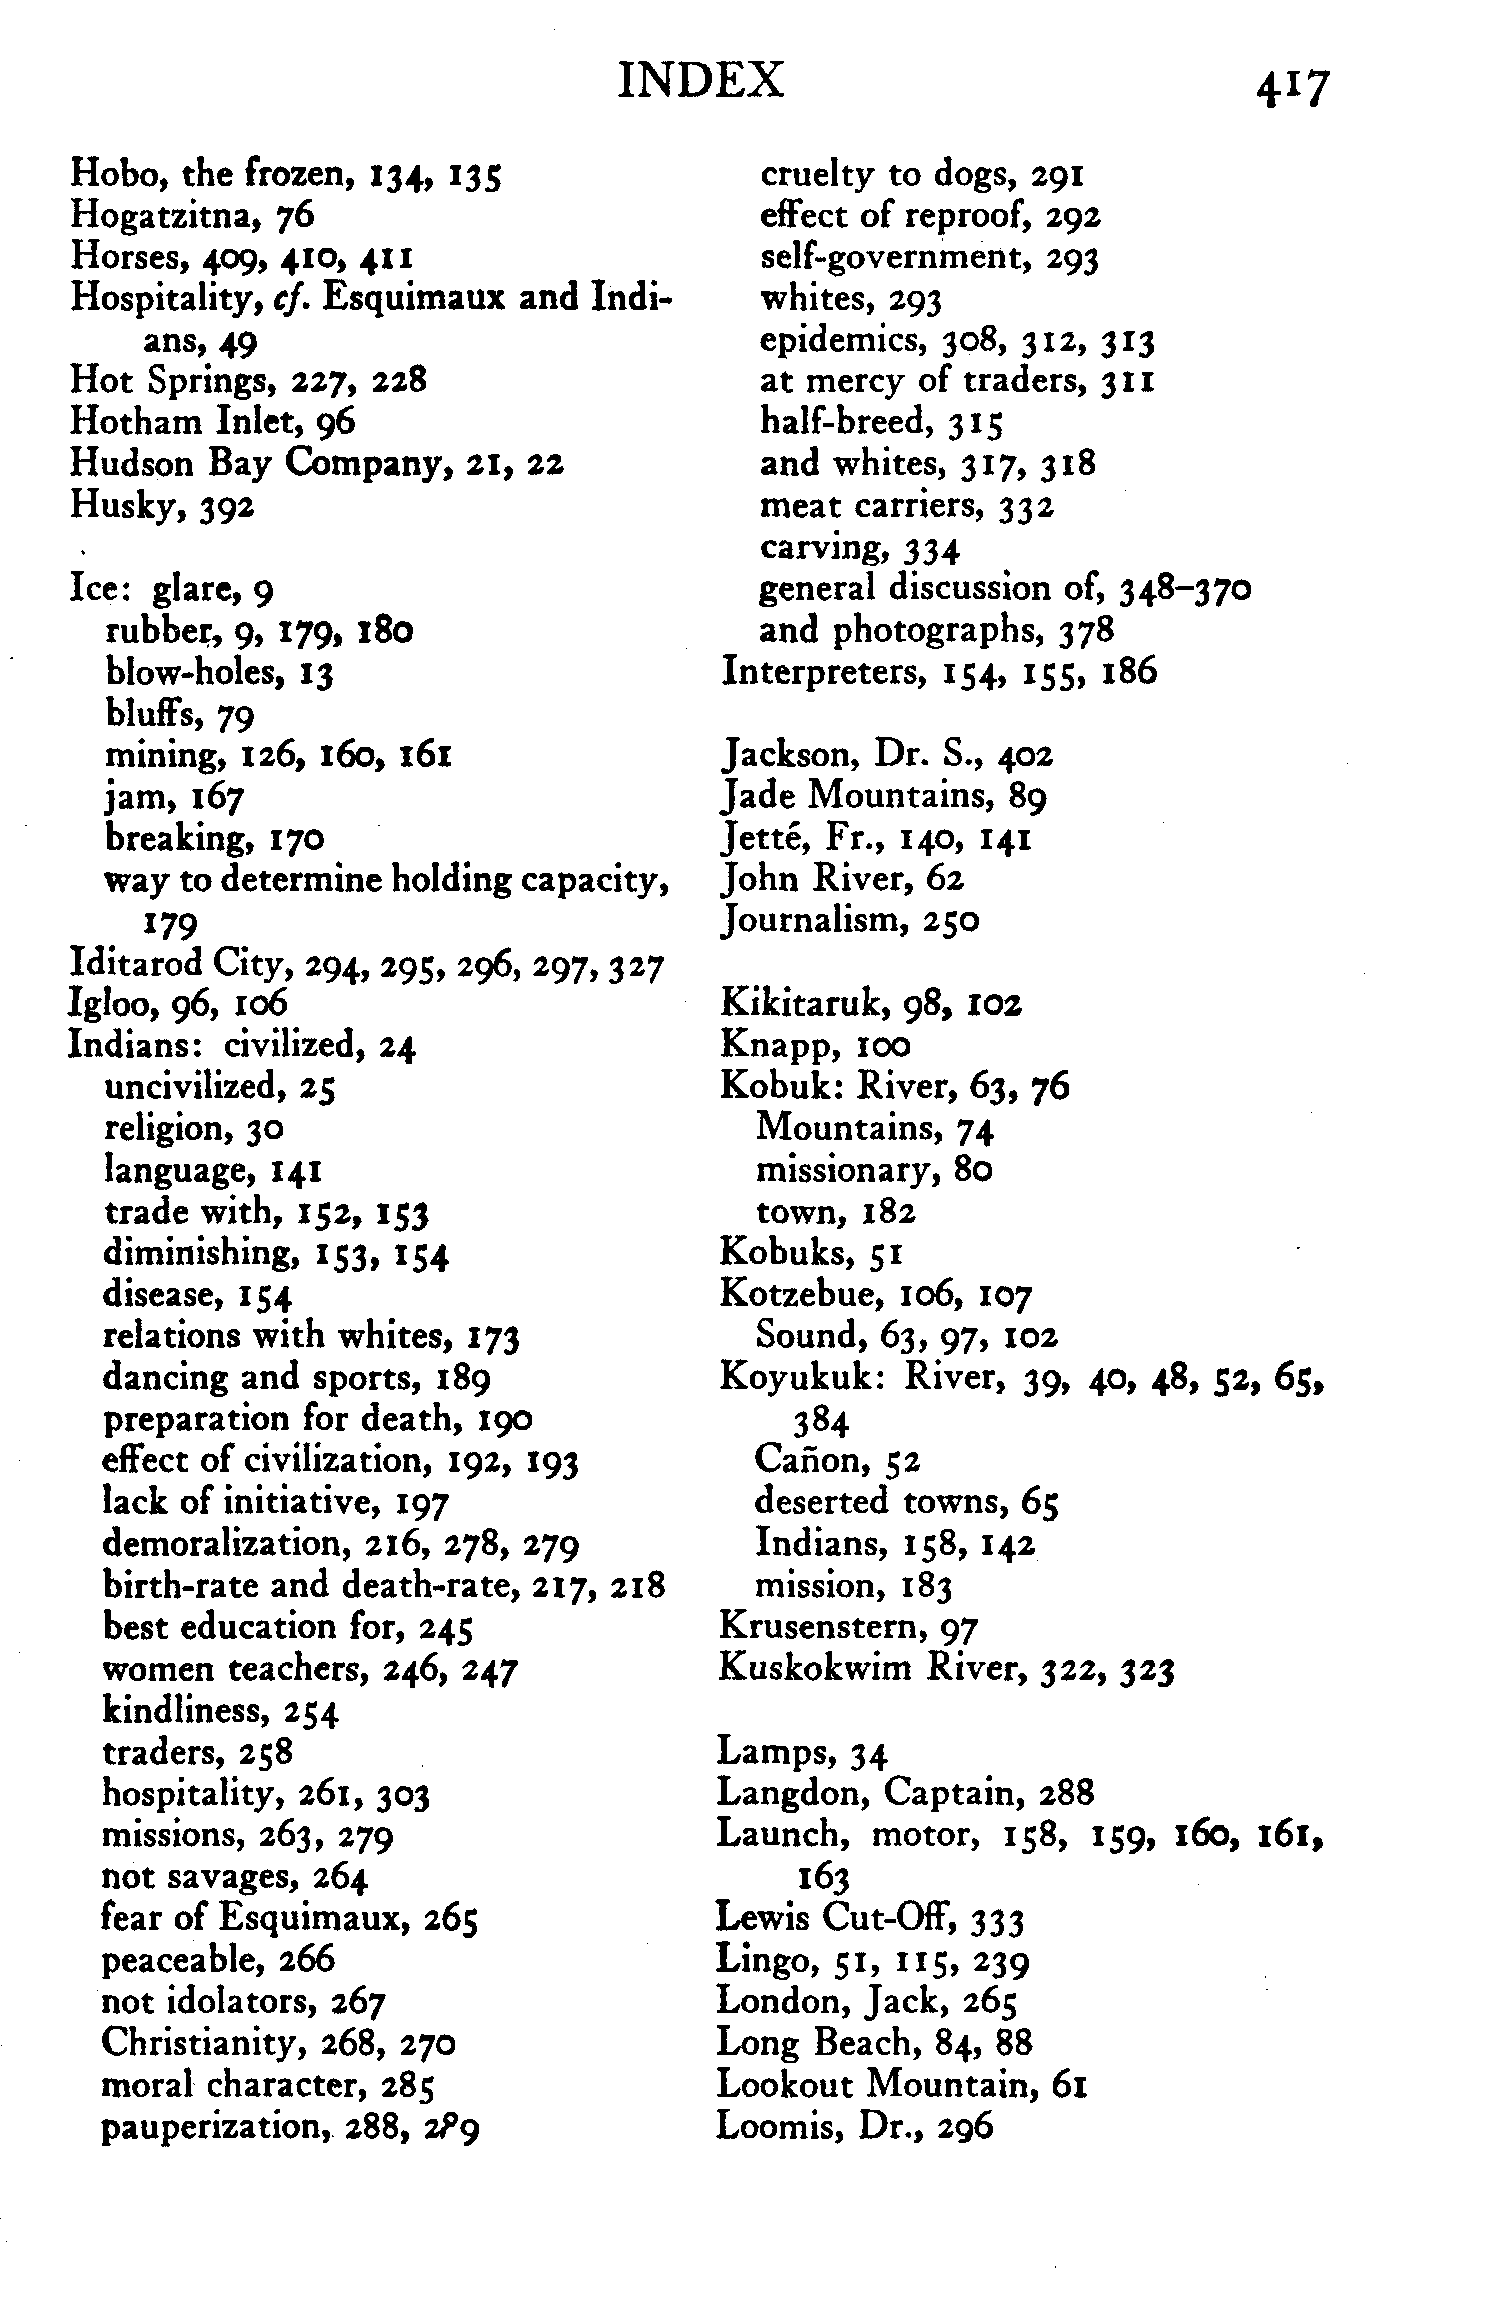 INDEX 417
Hobo, the frozen, 134, 135
Hogatzitna, 76
Horses, 409, 410, 411
Hospitality, cf. Esquimaux and Indi-
ans, 49
Hot Springs, 227, 228
Hotham Inlet, 96
Hudson Bay Company, 21, 22
Husky, 392
Ice: glare, 9
rubber, 9, 179, 180
blow-holes, 13
bluffs, 79
mining, 126, 160, 161
jam, 167
breaking, 170
way to determine holding capacity,
179
Iditarod City, 294, 295, 296, 297, 327
Igloo, 96, 106
Indians: civilized, 24
uncivilized, 25
religion, 30
language, 141
trade with, 152, 153
diminishing, 153, 154
disease, 154
relations with whites, 173
dancing and sports, 189
preparation for death, 190
effect of civilization, 192, 193
lack of initiative, 197
demoralization, 216, 278, 279
birth-rate and death-rate, 217, 218
best education for, 245
women teachers, 246, 247
kindliness, 254
traders, 258
hospitality, 261, 303
missions, 263, 279
not savages, 264
fear of Esquimaux, 265
peaceable, 266
not idolators, 267
Christianity, 268, 270
moral character, 285
pauperization, 288, 289
cruelty to dogs, 291
effect of reproof, 292
self-government, 293
whites, 293
epidemics, 308, 312, 313
at mercy of traders, 311
half-breed, 315
and whites, 317, 318
meat carriers, 332
carving, 334
general discussion of, 348–370
and photographs, 378
Interpreters, 154, 155, 186
Jackson, Dr. S., 402
Jade Mountains, 89
Jetté, Fr., 140, 141
John River, 62
Journalism, 250
Kikitaruk, 98, 102
Knapp, 100
Kobuk: River, 63, 76
Mountains, 74
missionary, 80
town, 182
Kobuks, 51
Kotzebue, 106, 107
Sound, 63, 97, 102
Koyukuk: River, 39, 40, 48, 52, 65,
384
Cañon, 52
deserted towns, 65
Indians, 158, 142
mission, 183
Krusenstern, 97
Kuskokwim River, 322, 323
Lamps, 34
Langdon, Captain, 288
Launch, motor, 158, 159, 160, 161,
163
Lewis Cut-Off, 333
Lingo, 51, 115, 239
London, Jack, 265
Long Beach, 84, 88
Lookout Mountain, 61
Loomis, Dr., 296